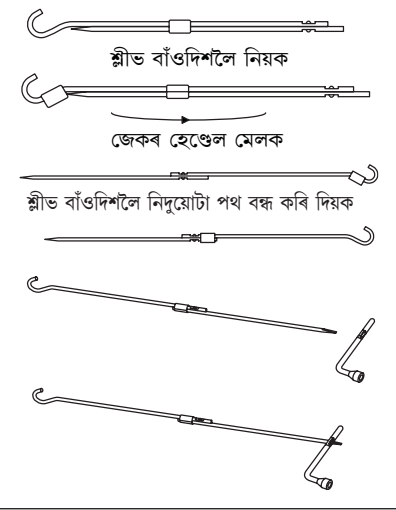 শ্লীভ বাঁওদিশলৈ নিয়ক
জেকৰ হেণ্ডেল মেলক
শ্লীভ বাঁওদিশলৈ নিদুয়োটা পথ বন্ধ কৰি দিয়ক